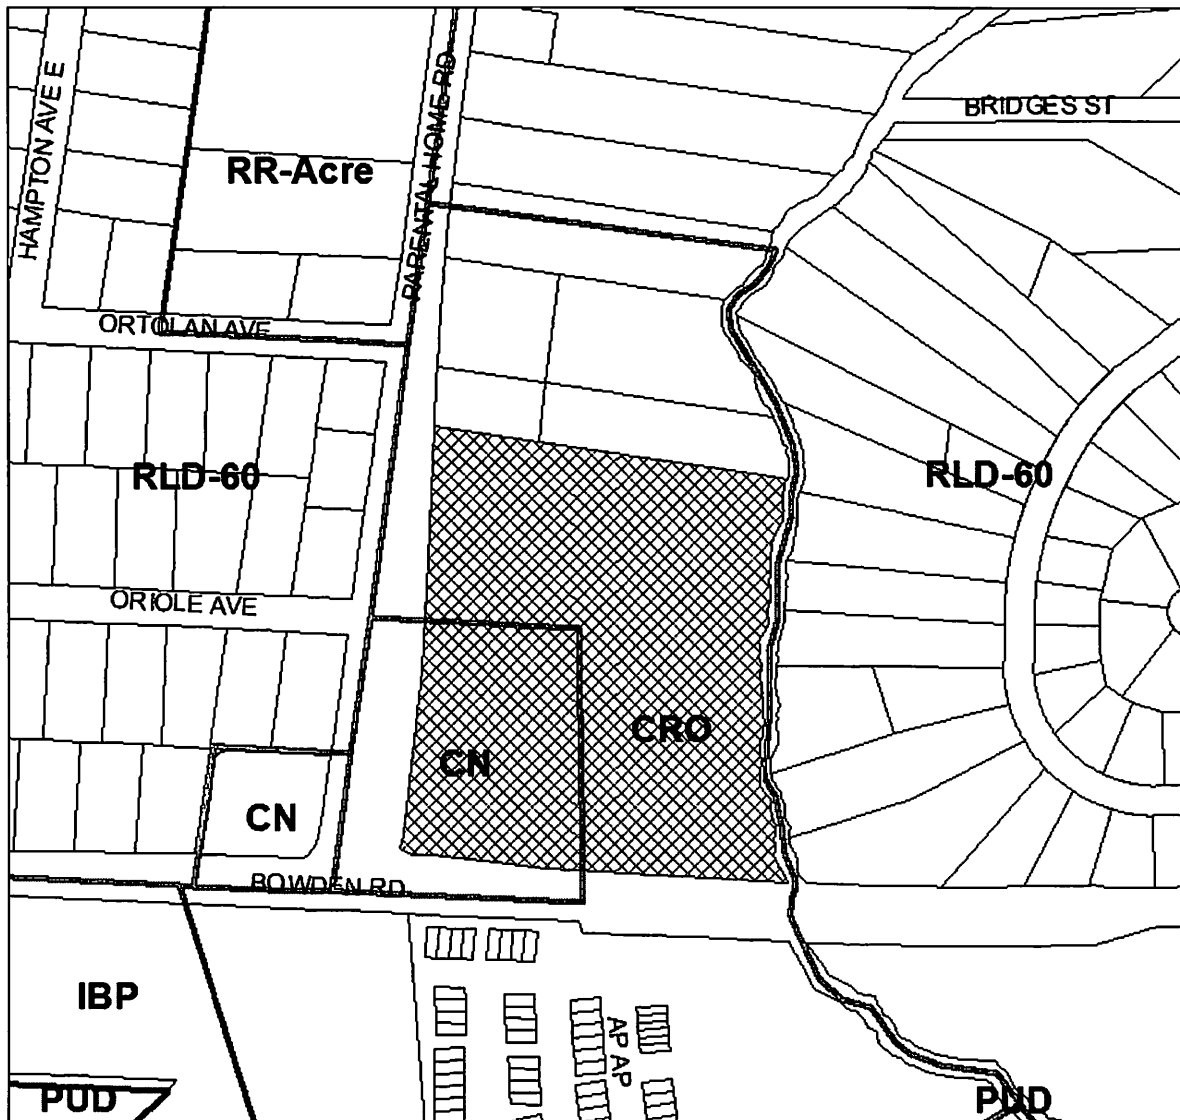 HAMPTON AVE E
PARENTAL HOME RD
BRIDGES ST
RR-Acre
ORTOLAN AVE
RLD-60
RLD-60
ORIOLE AVE
CRO
CN
CN
BOWDEN RD
IBP
AP AP
PUD
PUD